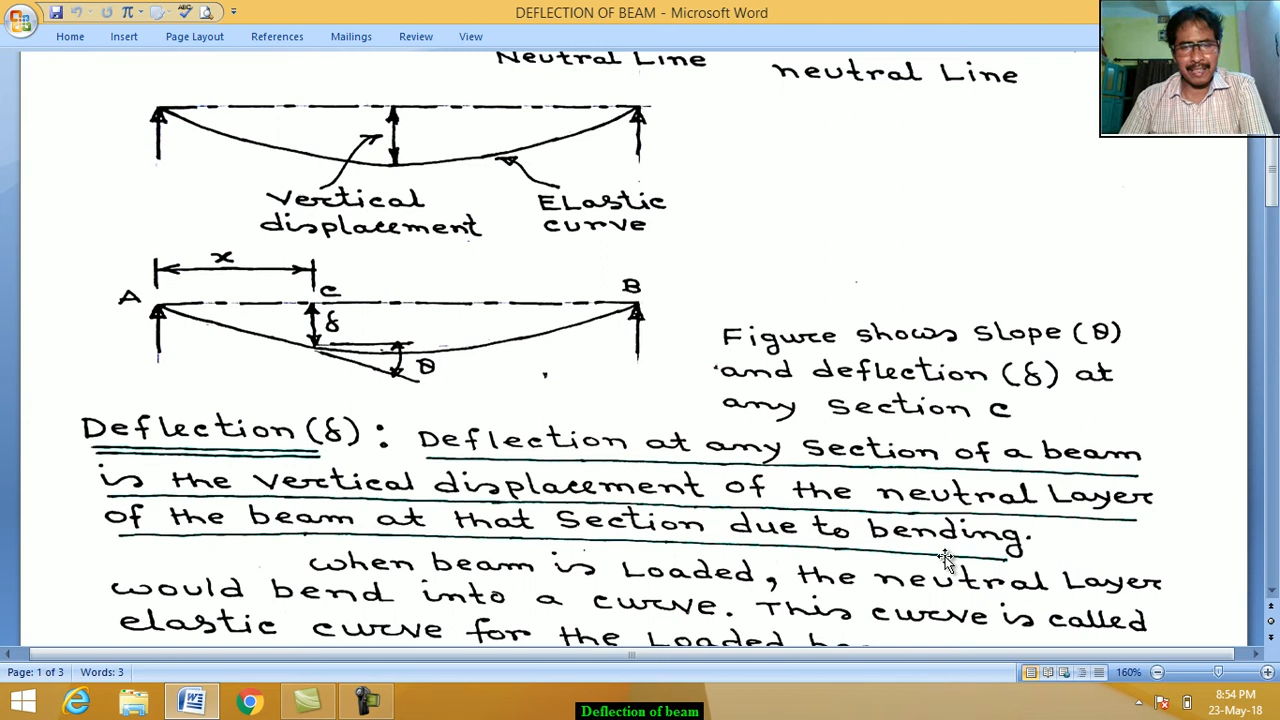 DEFLECTION OF BEAM - Microsoft Word
Home Insert Page Layout References Mailings Review View
Neutral Line
neutral Line
Vertical
displacement
Elastic
curve
x
A
C
B
δ
θ
Figure shows slope (θ)
and deflection (δ) at
any section C
Deflection (δ): Deflection at any section of a beam
is the vertical displacement of the neutral Layer
of the beam at that Section due to bending.
when beam is Loaded, the neutral Layer
would bend into a curve. This curve is called
elastic curve for the Loaded
Page: 1 of 3
Words: 3
160%
8:54 PM
23-May-18
Deflection of beam